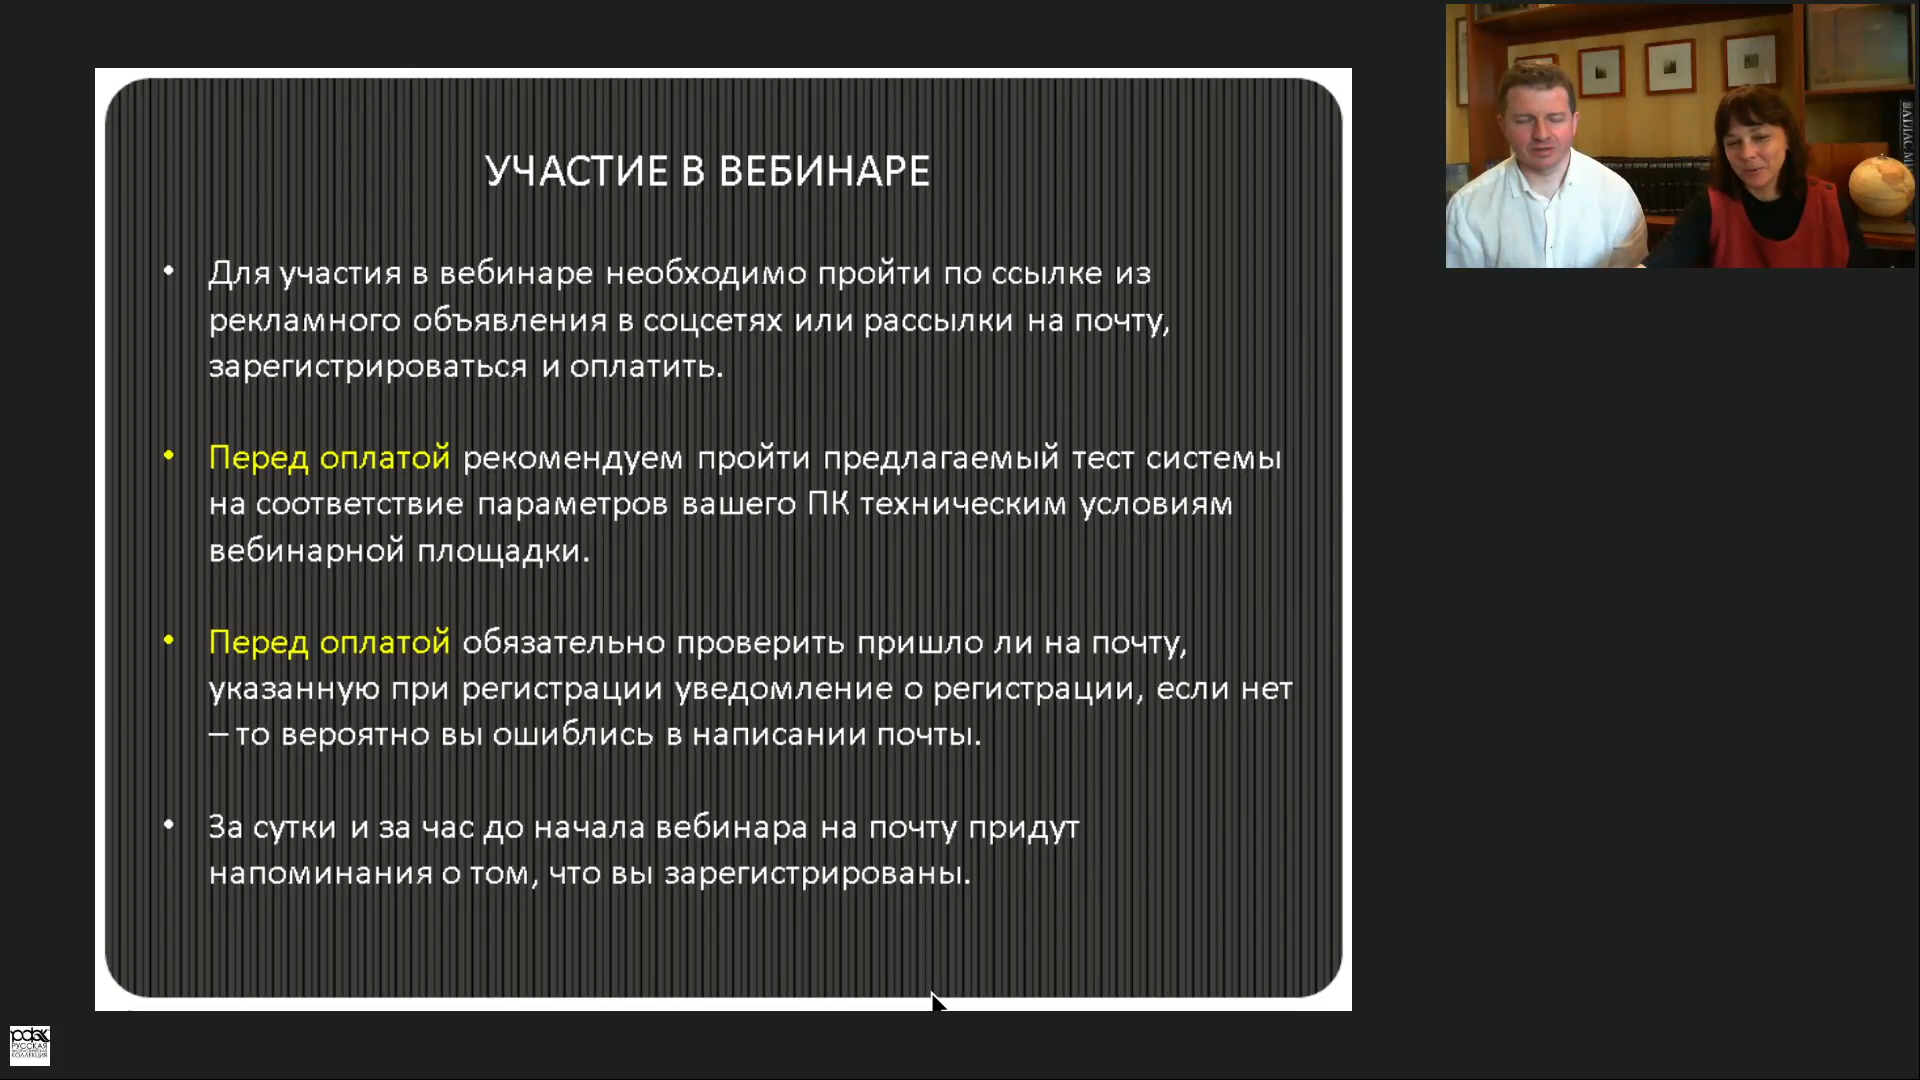 УЧАСТИЕ В ВЕБИНАРЕ
• Для участия в вебинаре необходимо пройти по ссылке из
рекламного объявления в соцсетях или рассылки на почту,
зарегистрироваться и оплатить.
• Перед оплатой рекомендуем пройти предлагаемый тест системы
на соответствие параметров вашего ПК техническим условиям
вебинарной площадки.
• Перед оплатой обязательно проверить пришло ли на почту,
указанную при регистрации уведомление о регистрации, если нет
– то вероятно вы ошиблись в написании почты.
• За сутки и за час до начала вебинара на почту придут
напоминания о том, что вы зарегистрированы.
РУССКАЯ
КОЛЛЕКЦИЯ